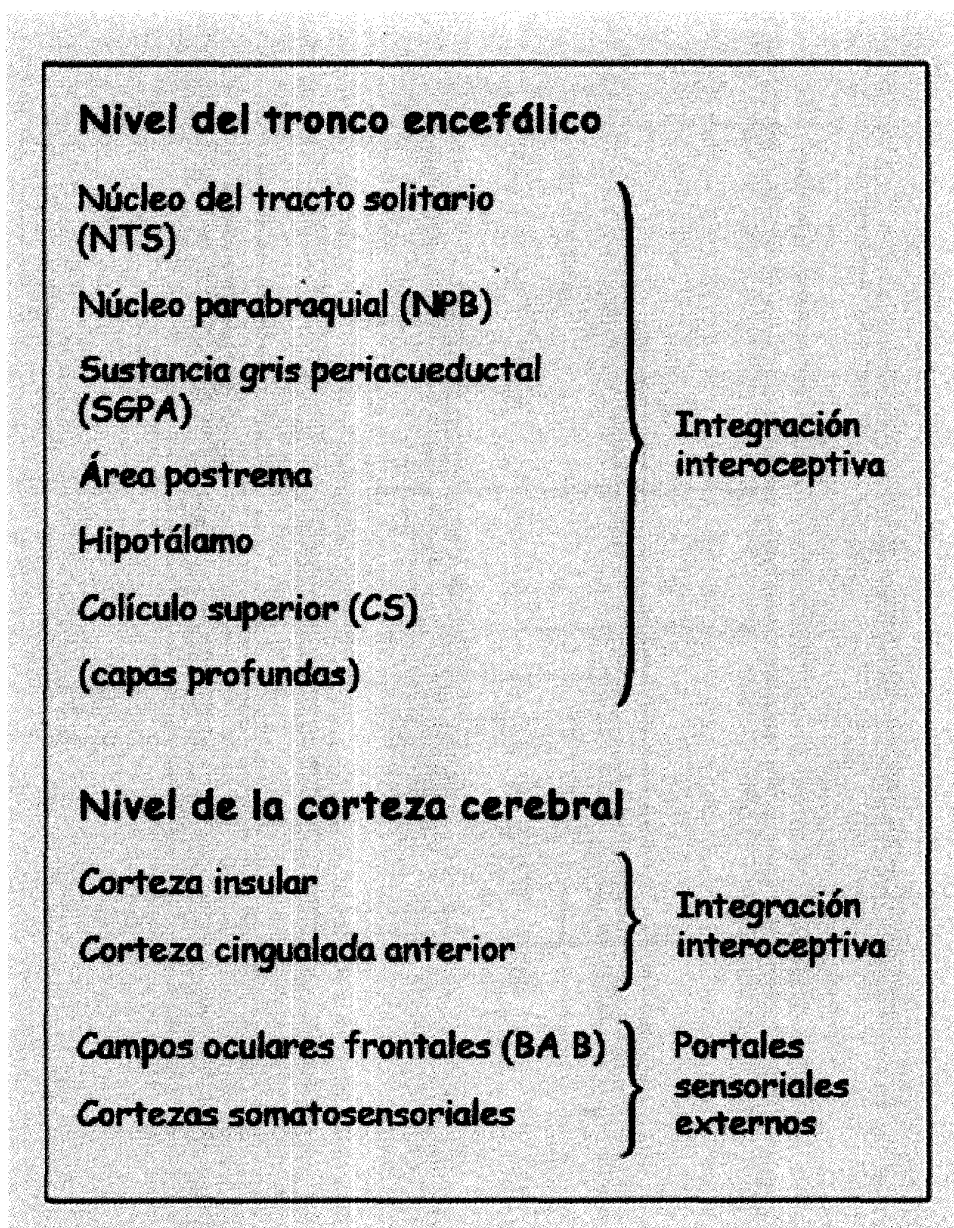 Nivel del tronco encefálico
Núcleo del tracto solitario
(NTS)
Núcleo parabraquial (NPB)
Sustancia gris periacueductal
(SGPA)
Área postrema
Hipotálamo
Colículo superior (CS)
(capas profundas)
Integración
interoceptiva
Nivel de la corteza cerebral
Corteza insular
Corteza cingualada anterior
Integración
interoceptiva
Campos oculares frontales (BA B)
Cortezas somatosensoriales
Portales
sensoriales
externos